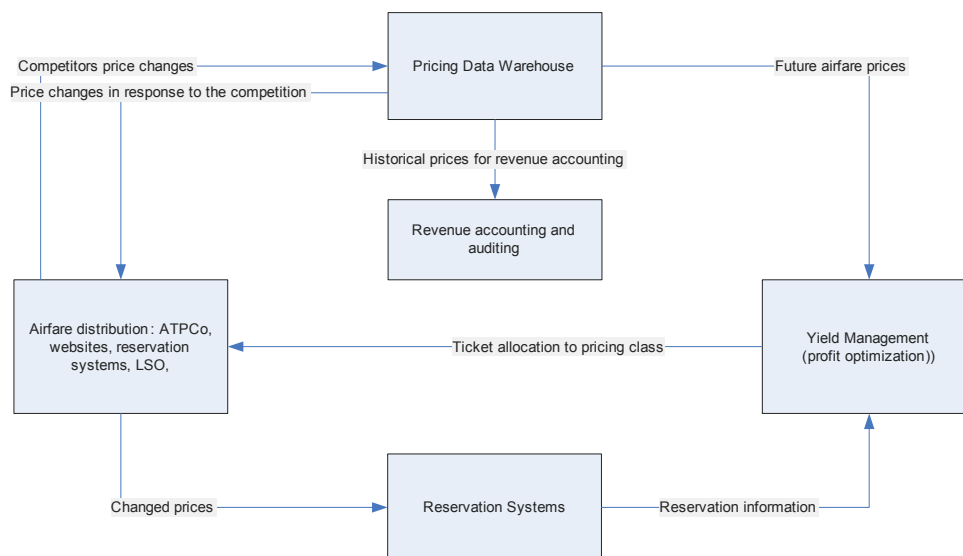 Competitors price changes
Pricing Data Warehouse
Future airfare prices
Price changes in response to the competition
Historical prices for revenue accounting
Revenue accounting and
auditing
Airfare distribution: ATPCo,
websites, reservation
systems, LSO,
Ticket allocation to pricing class
Yield Management
(profit optimization))
Changed prices
Reservation Systems
Reservation information